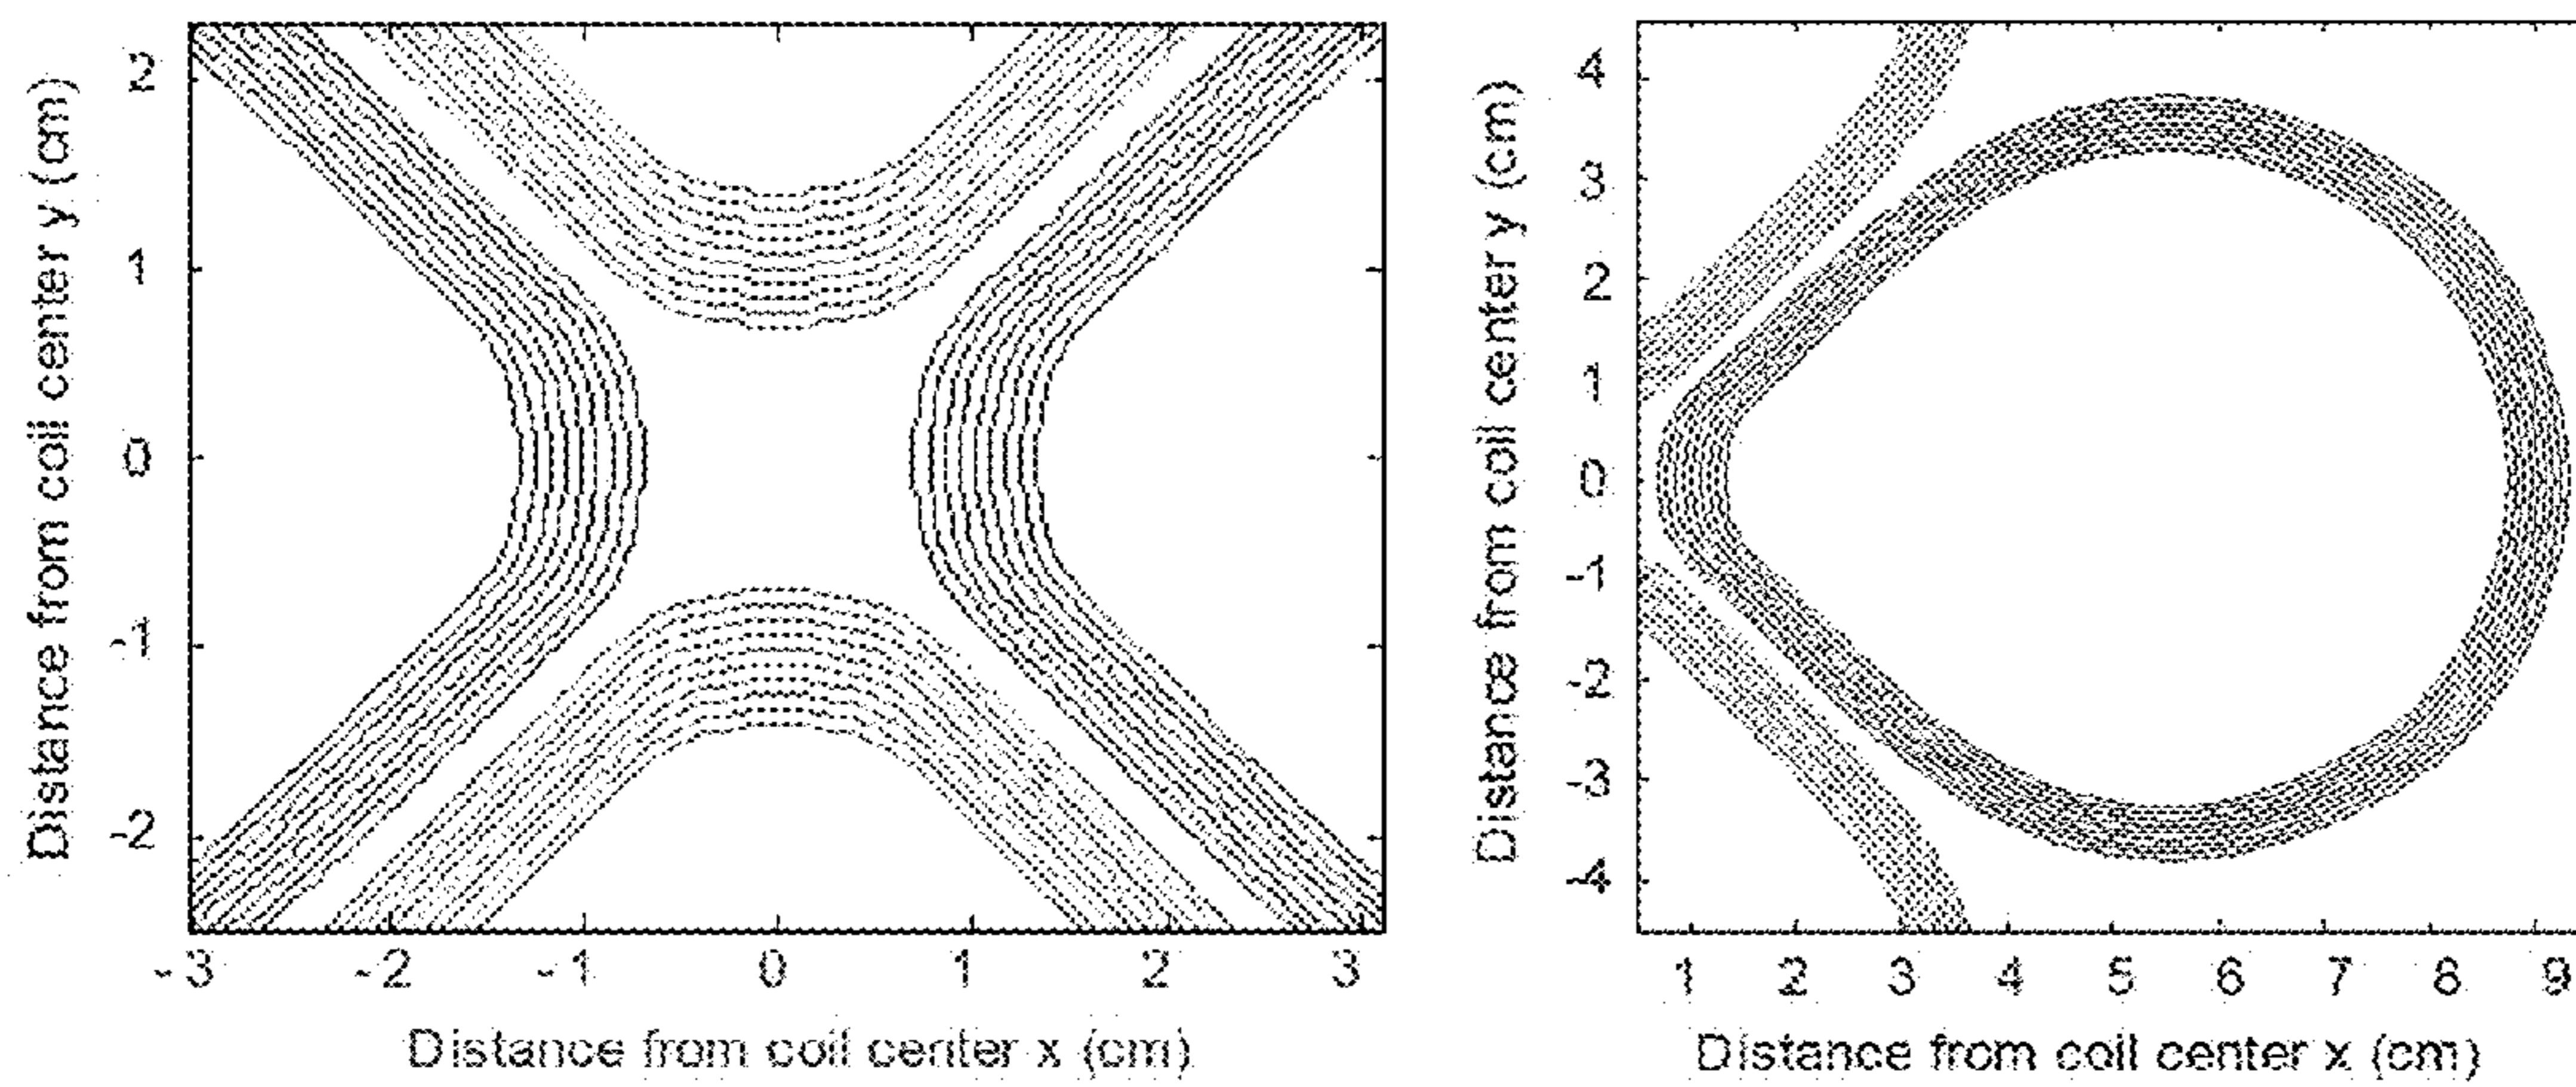 Distance from coil center y (cm)
2
1
0
-1
-2
-3 -2 -1 0 1 2 3
Distance from coil center x (cm)
Distance from coil center y (cm)
4
3
2
1
0
-1
-2
-3
-4
1 2 3 4 5 6 7 8 9
Distance from coil center x (cm)